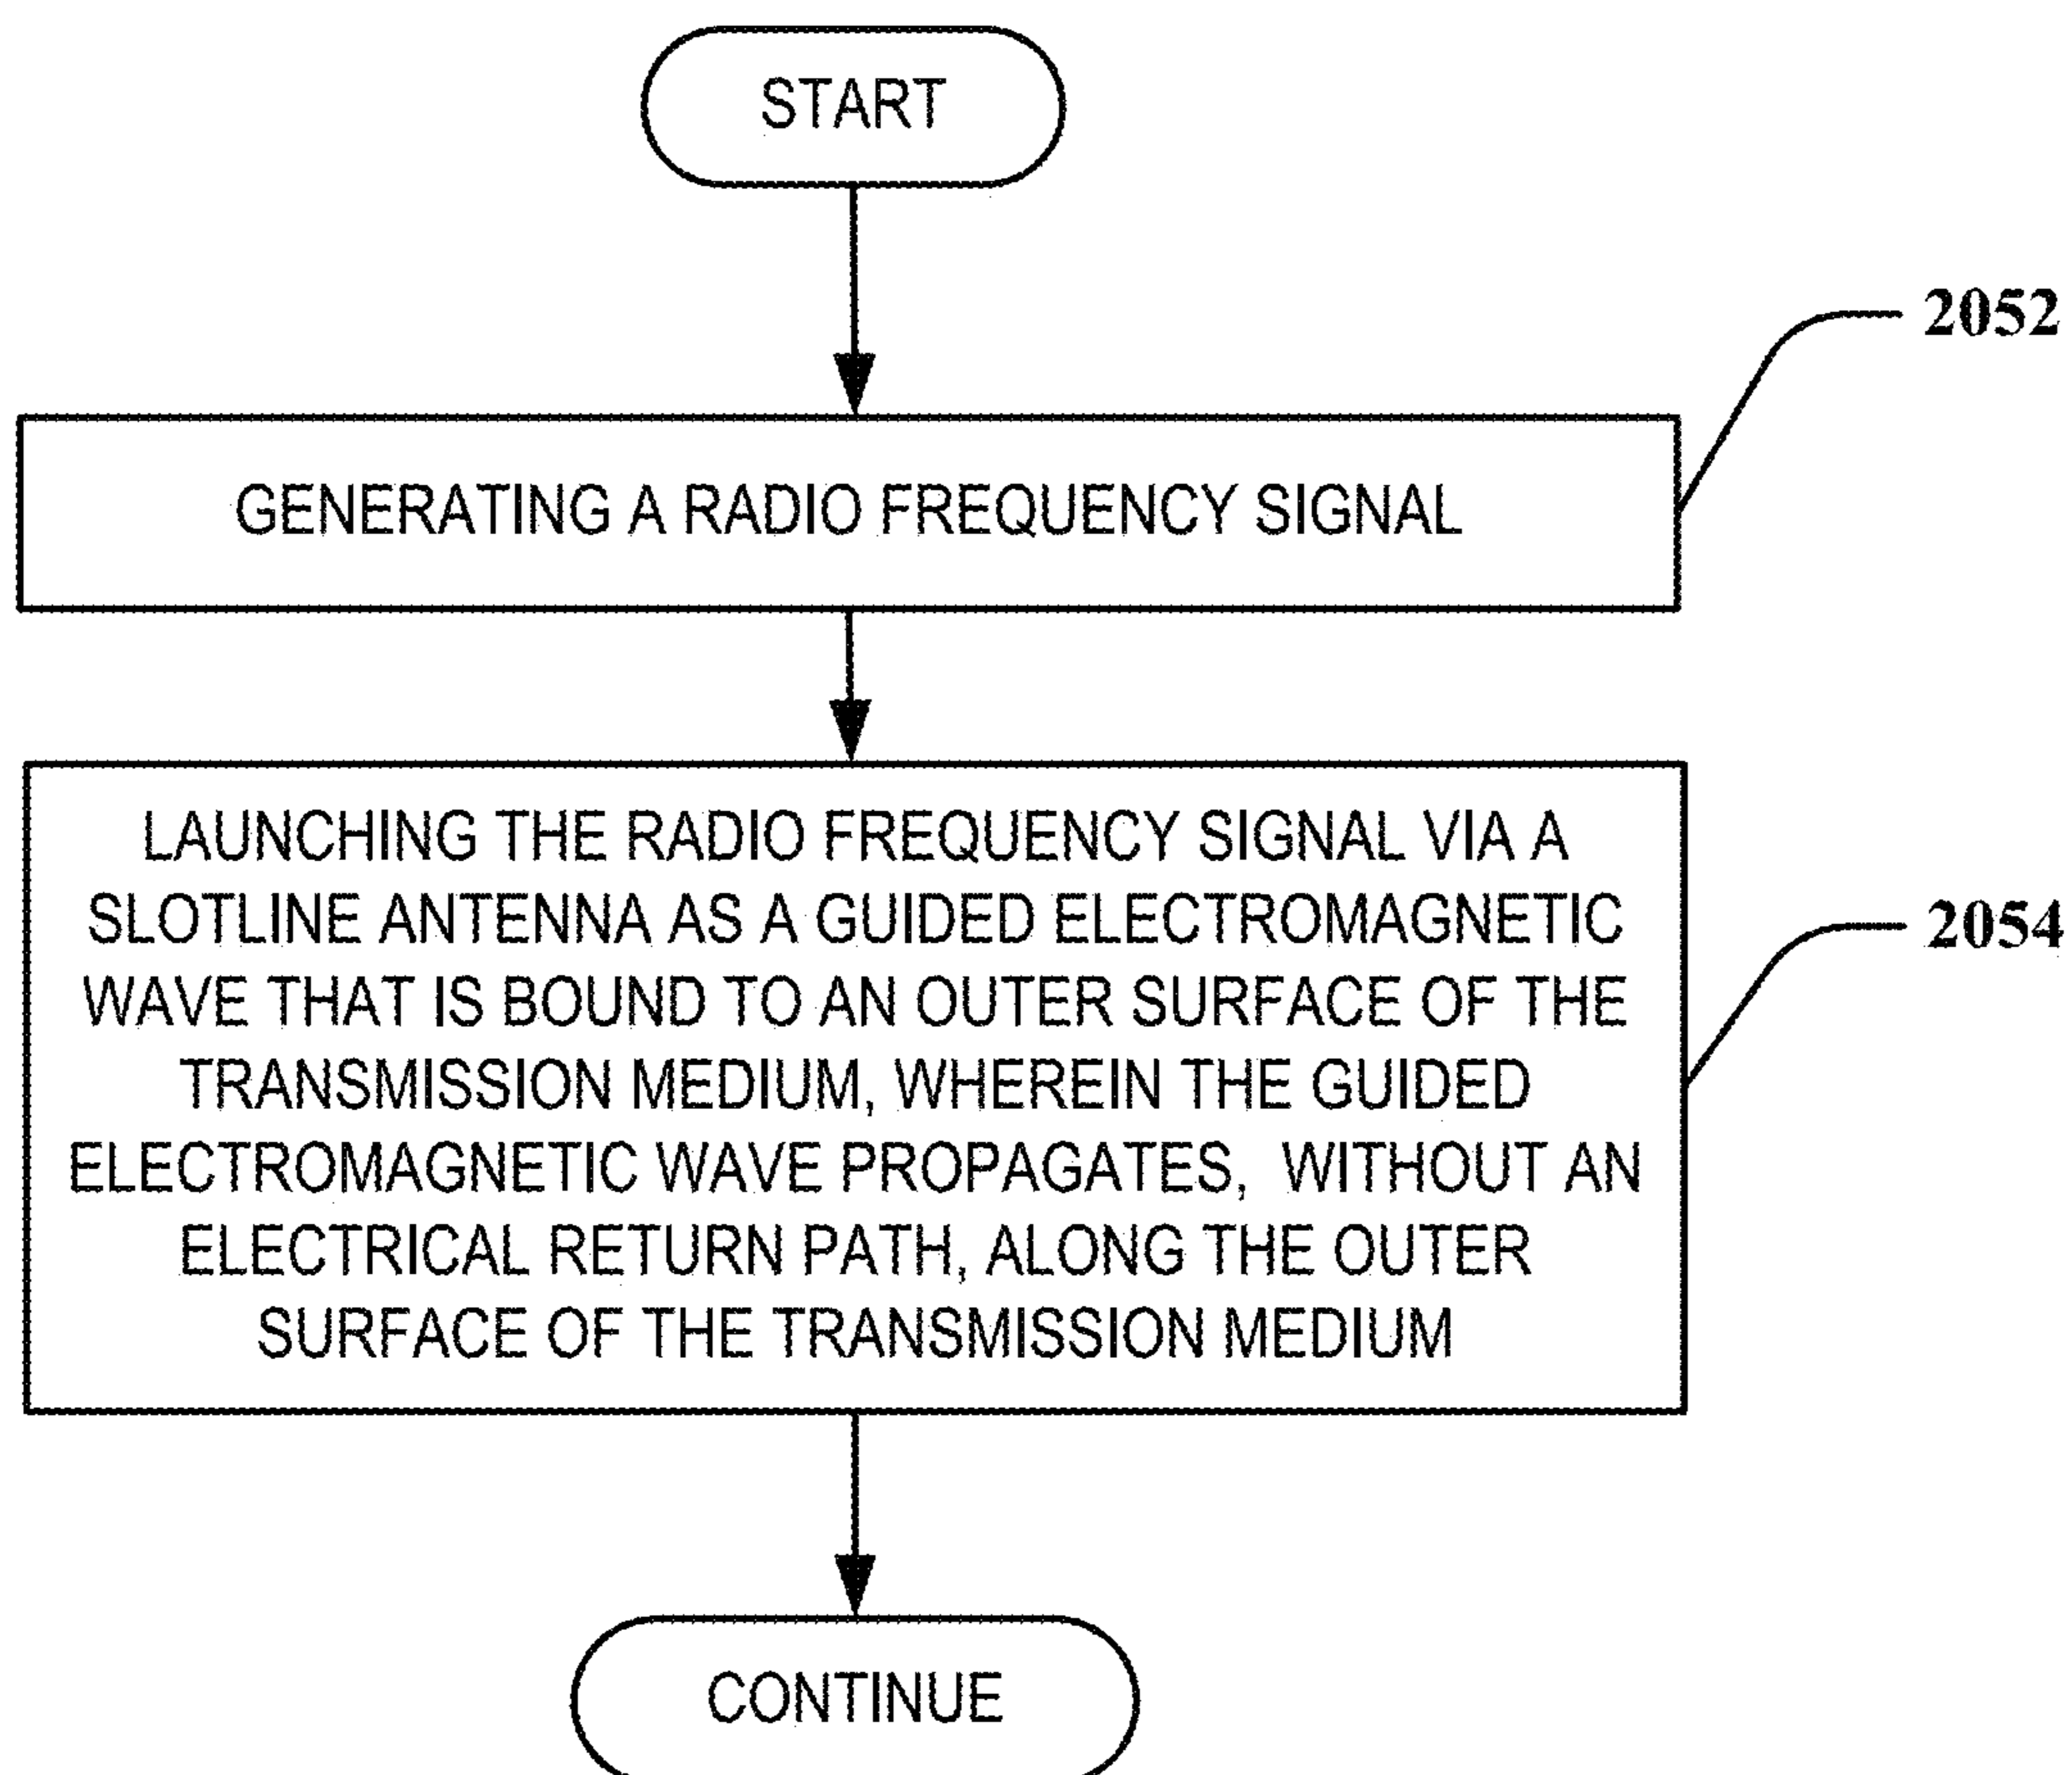 START
2052
GENERATING A RADIO FREQUENCY SIGNAL
LAUNCHING THE RADIO FREQUENCY SIGNAL VIA A
SLOTLINE ANTENNA AS A GUIDED ELECTROMAGNETIC
WAVE THAT IS BOUND TO AN OUTER SURFACE OF THE
TRANSMISSION MEDIUM, WHEREIN THE GUIDED
ELECTROMAGNETIC WAVE PROPAGATES, WITHOUT AN
ELECTRICAL RETURN PATH, ALONG THE OUTER
SURFACE OF THE TRANSMISSION MEDIUM
2054
CONTINUE